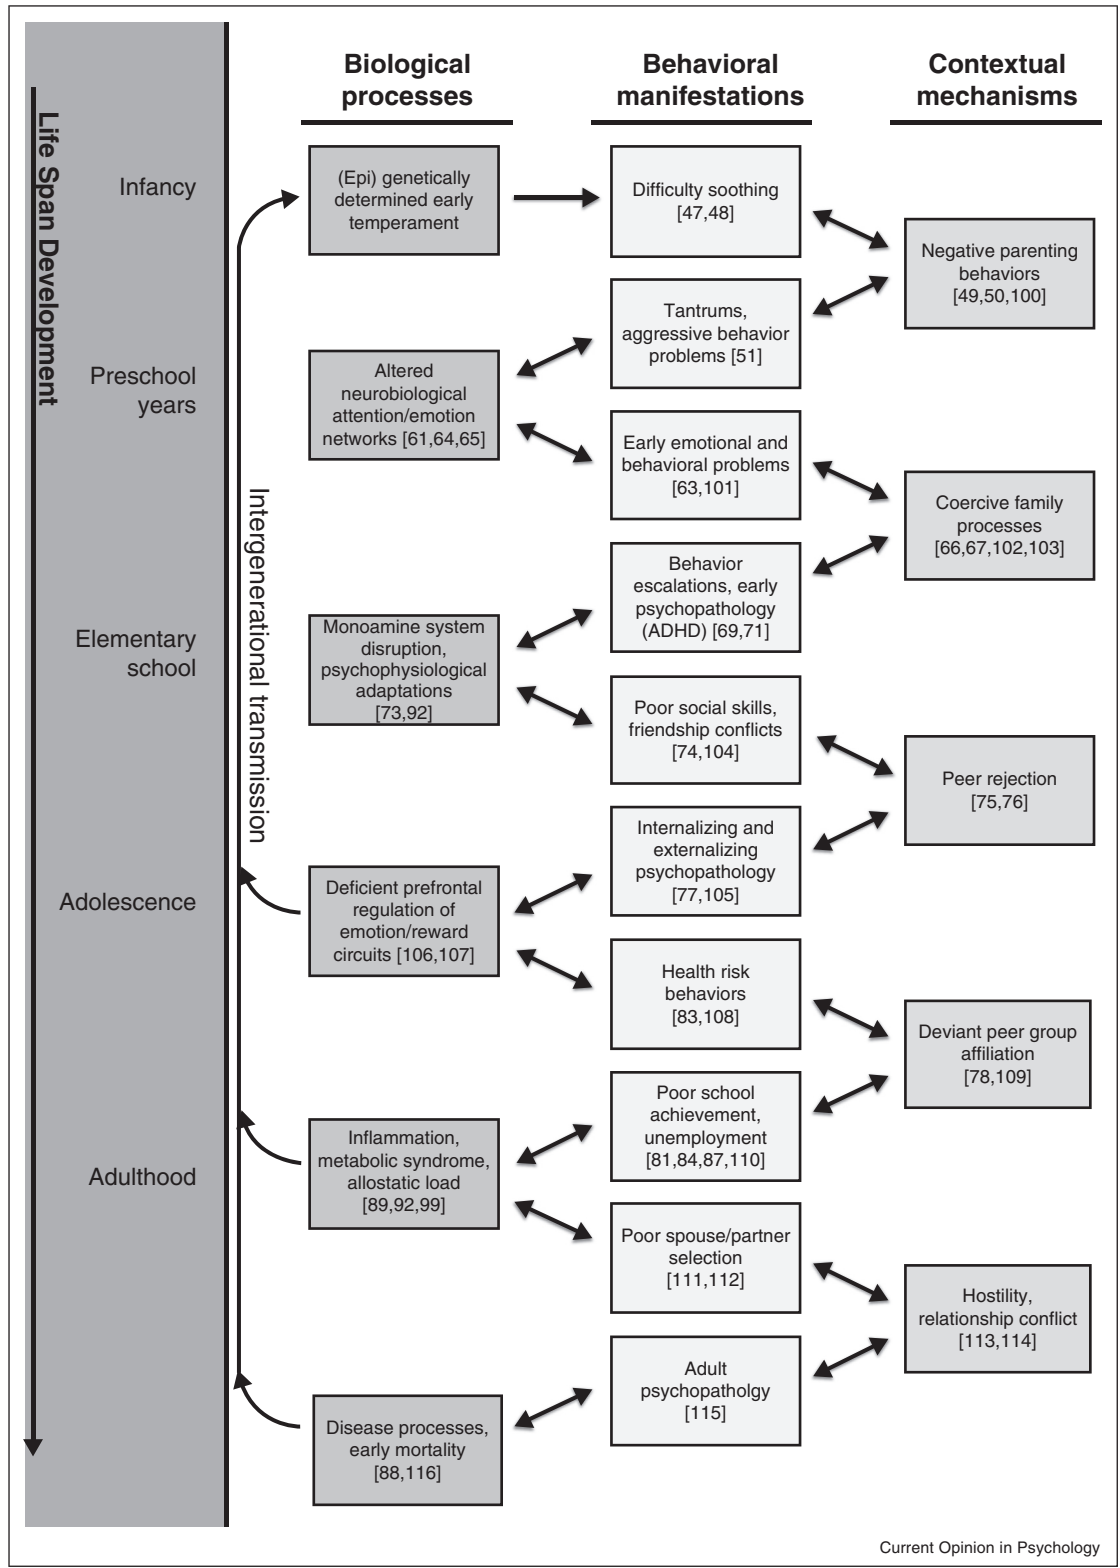 Biological
processes
Behavioral
manifestations
Contextual
mechanisms
Life Span Development
Infancy
Preschool
years
Elementary
school
Adolescence
Adulthood
Intergenerational transmission
(Epi) genetically
determined early
temperament
Difficulty soothing
[47,48]
Negative parenting
behaviors
[49,50,100]
Tantrums,
aggressive behavior
problems [51]
Altered
neurobiological
attention/emotion
networks [61,64,65]
Early emotional and
behavioral problems
[63,101]
Coercive family
processes
[66,67,102,103]
Behavior
escalations, early
psychopathology
(ADHD) [69,71]
Monoamine system
disruption,
psychophysiological
adaptations
[73,92]
Poor social skills,
friendship conflicts
[74,104]
Peer rejection
[75,76]
Internalizing and
externalizing
psychopathology
[77,105]
Deficient prefrontal
regulation of
emotion/reward
circuits [106,107]
Health risk
behaviors
[83,108]
Deviant peer group
affiliation
[78,109]
Poor school
achievement,
unemployment
[81,84,87,110]
Inflammation,
metabolic syndrome,
allostatic load
[89,92,99]
Poor spouse/partner
selection
[111,112]
Hostility,
relationship conflict
[113,114]
Adult
psychopatholgy
[115]
Disease processes,
early mortality
[88,116]
Current Opinion in Psychology